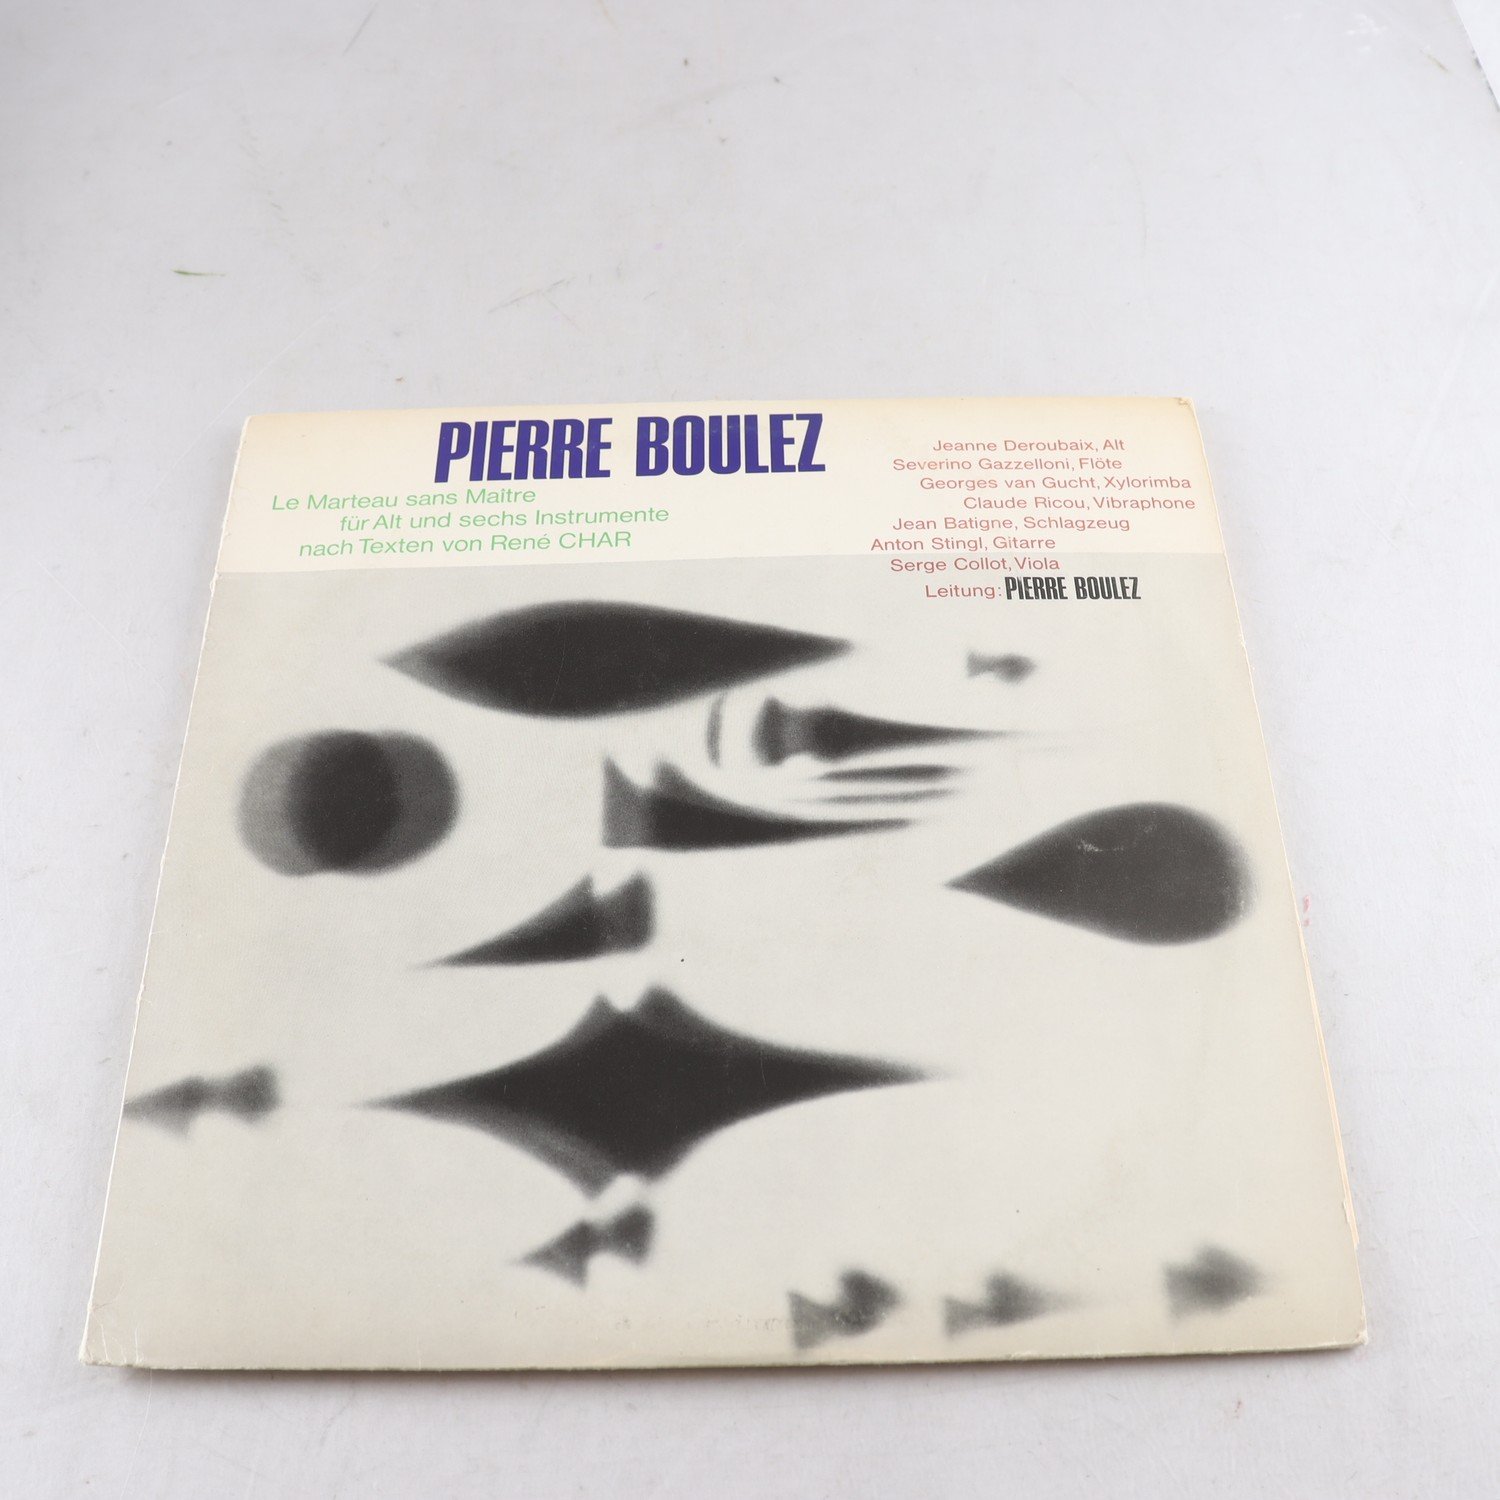 PIERRE BOULEZ
Le Marteau sans Maître
für Alt und sechs Instrumente
nach Texten von René CHAR
Jeanne Deroubaix, Alt
Severino Gazzelloni, Flöte
Georges van Gucht, Xylorimba
Claude Ricou, Vibraphone
Jean Batigne, Schlagzeug
Anton Stingl, Gitarre
Serge Collot, Viola
Leitung: PIERRE BOULEZ